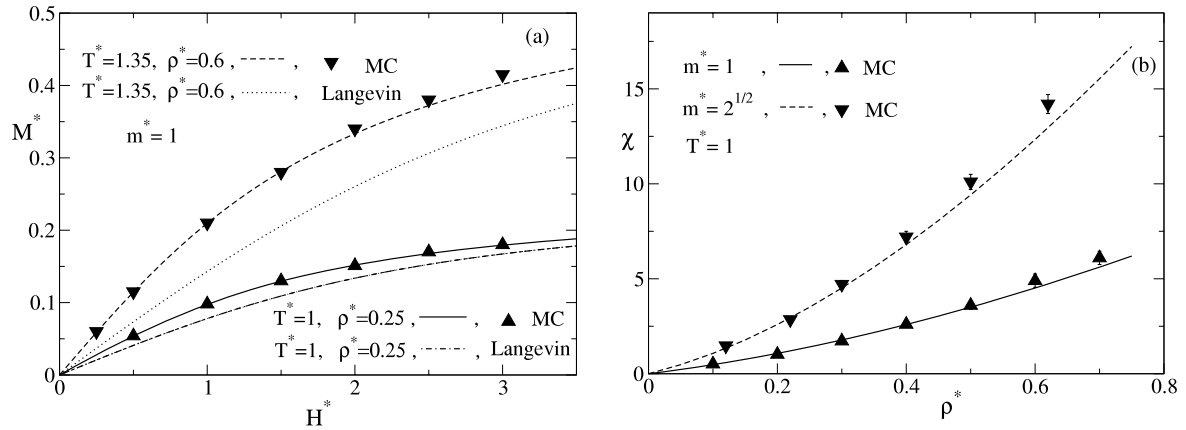 0.5
(a)
T*=1.35, ρ*=0.6 , , MC
T*=1.35, ρ*=0.6 , , Langevin
0.4
M*
m*= 1
0.3
0.2
0.1
T*=1, ρ*=0.25 , , MC
T*=1, ρ*=0.25 , , Langevin
0
0 1 2 3
H*
(b)
m*= 1 , , MC
m*= 2^1/2 , , MC
T*= 1
15
χ
10
5
0
0 0.2 0.4 0.6 0.8
ρ*